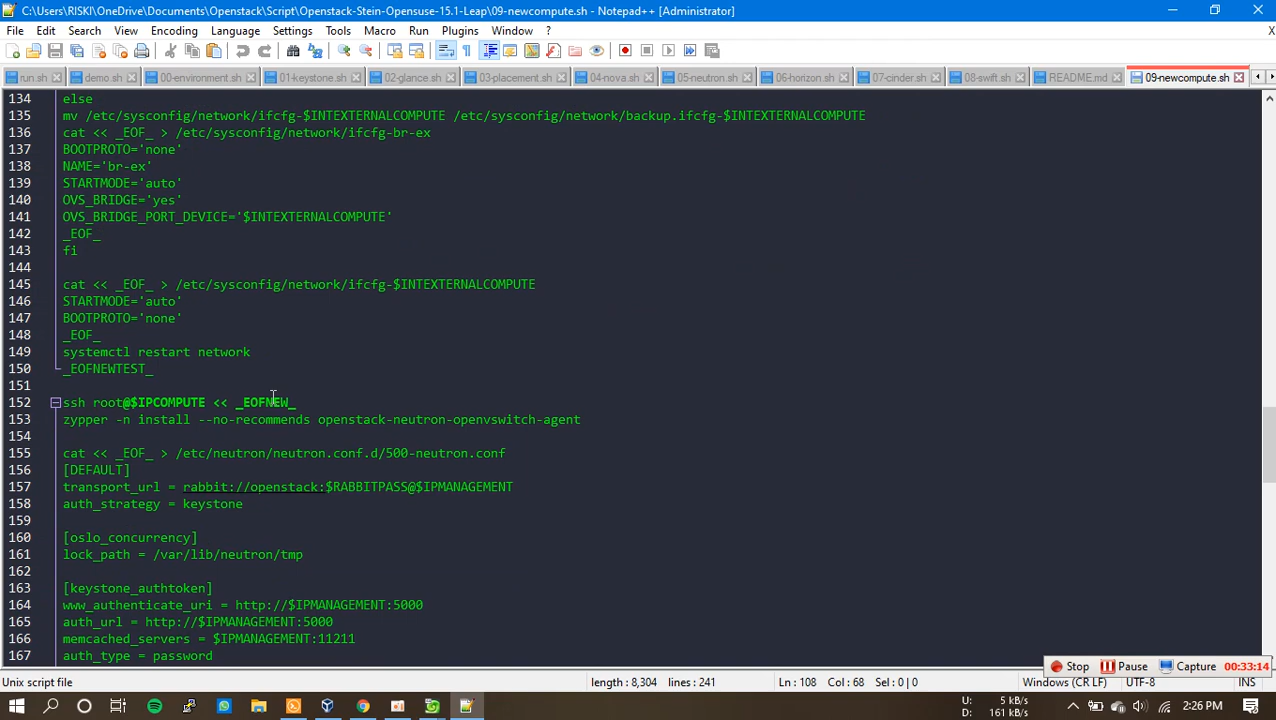 C:\Users\RISKI\OneDrive\Documents\Openstack\Script\Openstack-Stein-Opensuse-15.1-Leap\09-newcompute.sh - Notepad++ [Administrator]
File Edit Search View Encoding Language Settings Tools Macro Run Plugins Window ? X
run.sh demo.sh 00-environment.sh 01-keystone.sh 02-glance.sh 03-placement.sh 04-nova.sh 05-neutron.sh 06-horizon.sh 07-cinder.sh 08-swift.sh README.md 09-newcompute.sh
134 else
135 mv /etc/sysconfig/network/ifcfg-$INTEXTERNALCOMPUTE /etc/sysconfig/network/backup.ifcfg-$INTEXTERNALCOMPUTE
136 cat << _EOF_ > /etc/sysconfig/network/ifcfg-br-ex
137 BOOTPROTO='none'
138 NAME='br-ex'
139 STARTMODE='auto'
140 OVS_BRIDGE='yes'
141 OVS_BRIDGE_PORT_DEVICE='$INTEXTERNALCOMPUTE'
142 _EOF_
143 fi
144
145 cat << _EOF_ > /etc/sysconfig/network/ifcfg-$INTEXTERNALCOMPUTE
146 STARTMODE='auto'
147 BOOTPROTO='none'
148 _EOF_
149 systemctl restart network
150 _EOFNEWTEST_
151
152 ssh root@$IPCOMPUTE << _EOFNEW_
153 zypper -n install --no-recommends openstack-neutron-openvswitch-agent
154
155 cat << _EOF_ > /etc/neutron/neutron.conf.d/500-neutron.conf
156 [DEFAULT]
157 transport_url = rabbit://openstack:$RABBITPASS@$IPMANAGEMENT
158 auth_strategy = keystone
159
160 [oslo_concurrency]
161 lock_path = /var/lib/neutron/tmp
162
163 [keystone_authtoken]
164 www_authenticate_uri = http://$IPMANAGEMENT:5000
165 auth_url = http://$IPMANAGEMENT:5000
166 memcached_servers = $IPMANAGEMENT:11211
167 auth_type = password
Stop Pause Capture 00:33:14
Unix script file length : 8,304 lines : 241 Ln : 108 Col : 68 Sel : 0 | 0 Windows (CR LF) UTF-8 INS
U: 5 kB/s
D: 161 kB/s
2:26 PM